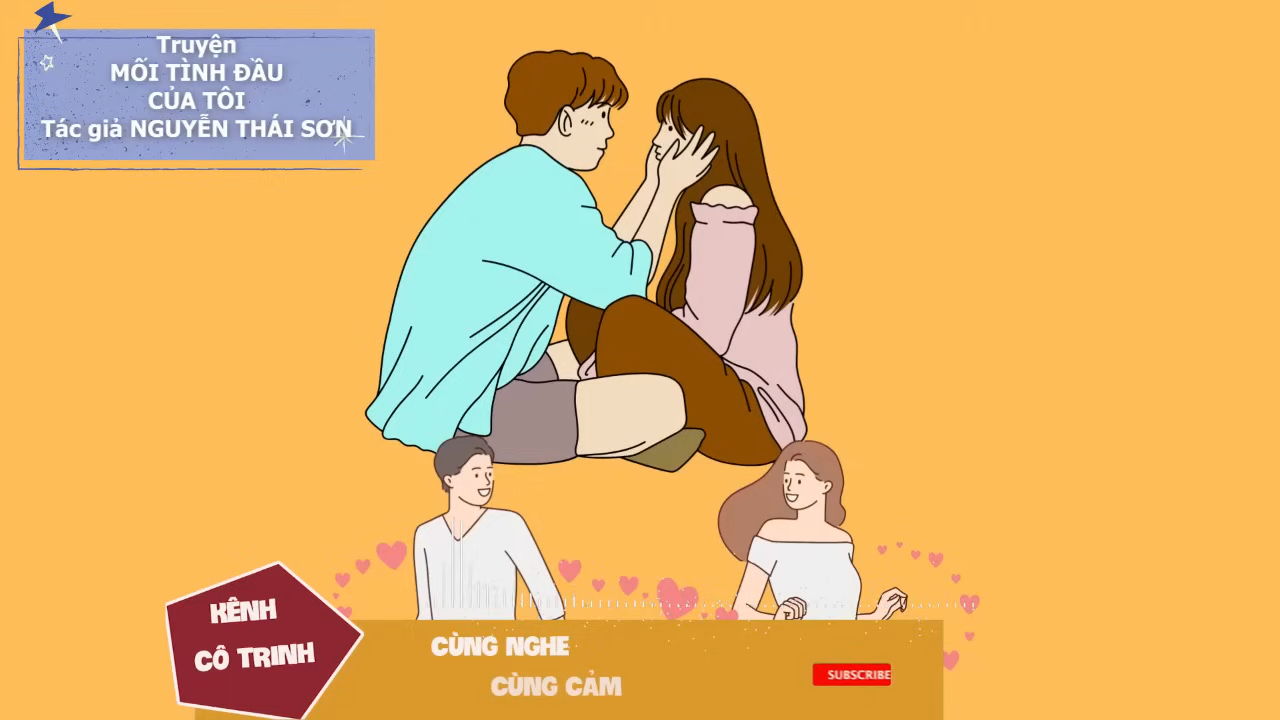 Truyện
MỐI TÌNH ĐẦU
CỦA TÔI
Tác giả NGUYỄN THÁI SƠN
KÊNH
CÔ TRINH
CÙNG NGHE
CÙNG CẢM
SUBSCRIBE